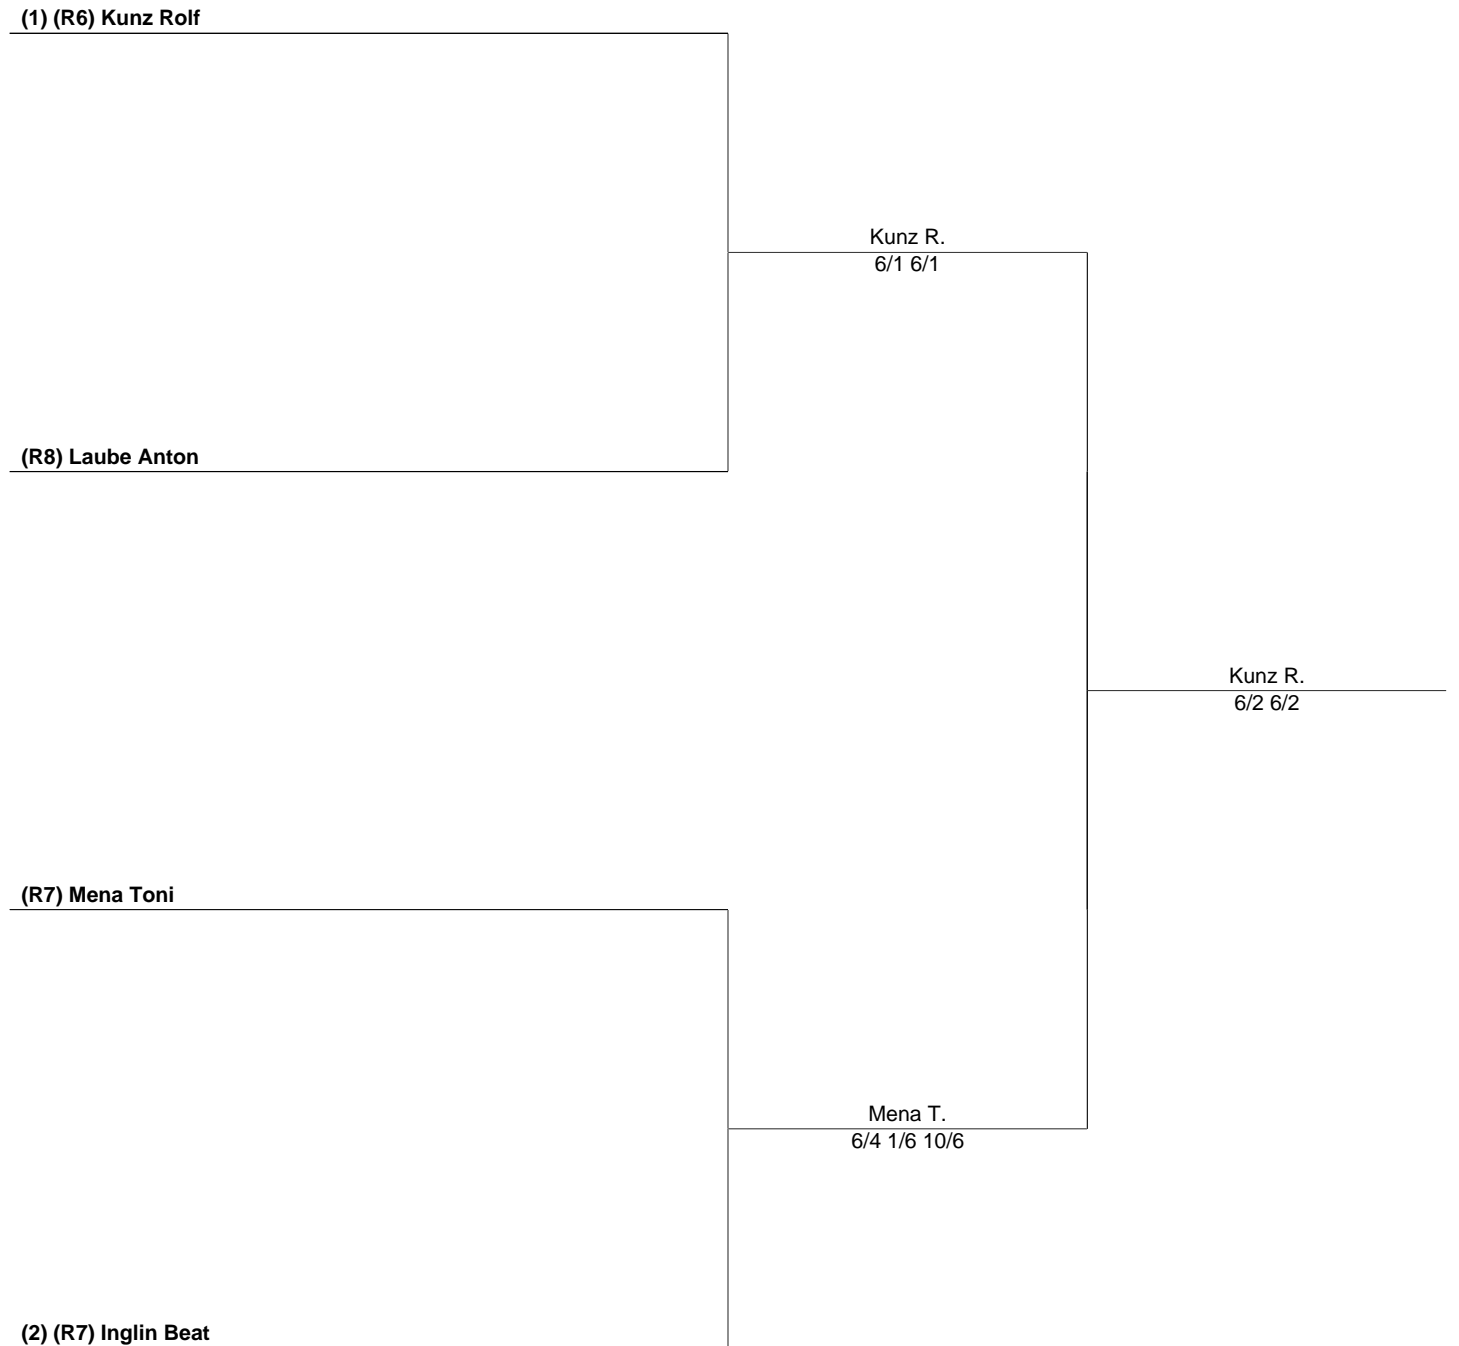 (1) (R6) Kunz Rolf
Kunz R.
6/1 6/1
(R8) Laube Anton
Kunz R.
6/2 6/2
(R7) Mena Toni
Mena T.
6/4 1/6 10/6
(2) (R7) Inglin Beat